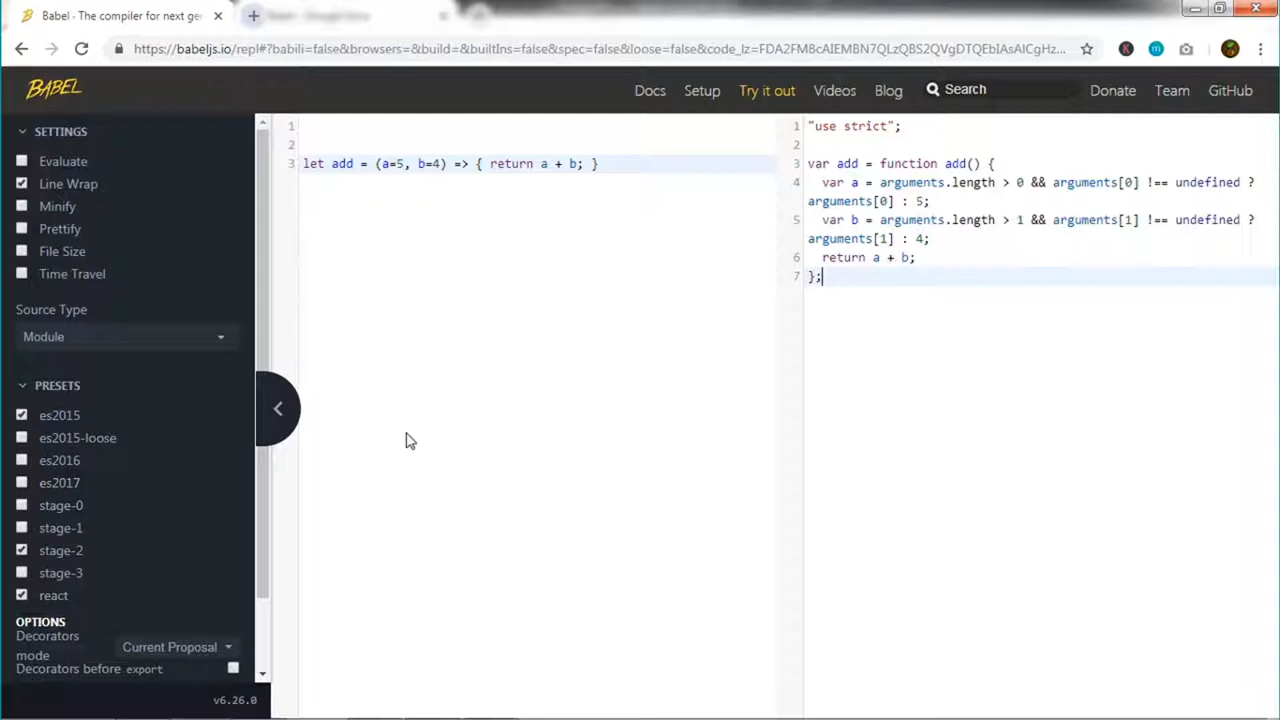 Babel - The compiler for next ger
https://babeljs.io/repl#?babili=false&browsers=&build=&builtIns=false&spec=false&loose=false&code_lz=FDA2FM8cAIEMBN7QLzQBS2QVgDTQEbIAsAlCgHz...
BABEL
Docs Setup Try it out Videos Blog Search Donate Team GitHub
SETTINGS
Evaluate
Line Wrap
Minify
Prettify
File Size
Time Travel
Source Type
Module
PRESETS
es2015
es2015-loose
es2016
es2017
stage-0
stage-1
stage-2
stage-3
react
OPTIONS
Decorators mode Current Proposal
Decorators before export
v6.26.0
1
2
3 let add = (a=5, b=4) => { return a + b; }
1 "use strict";
2
3 var add = function add() {
4 var a = arguments.length > 0 && arguments[0] !== undefined ?
arguments[0] : 5;
5 var b = arguments.length > 1 && arguments[1] !== undefined ?
arguments[1] : 4;
6 return a + b;
7 };